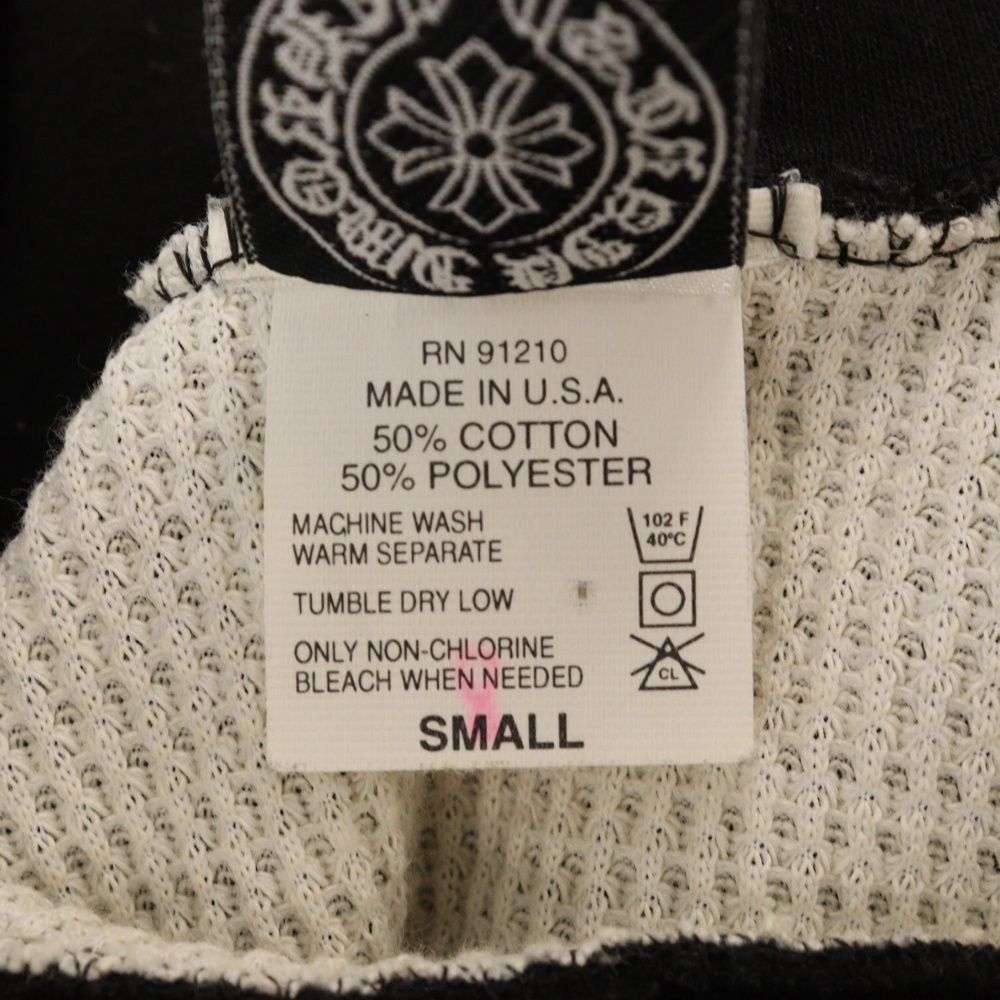 RN 91210
MADE IN U.S.A.
50% COTTON
50% POLYESTER
MACHINE WASH
WARM SEPARATE
102 F
40°C
TUMBLE DRY LOW
ONLY NON-CHLORINE
BLEACH WHEN NEEDED
CL
SMALL